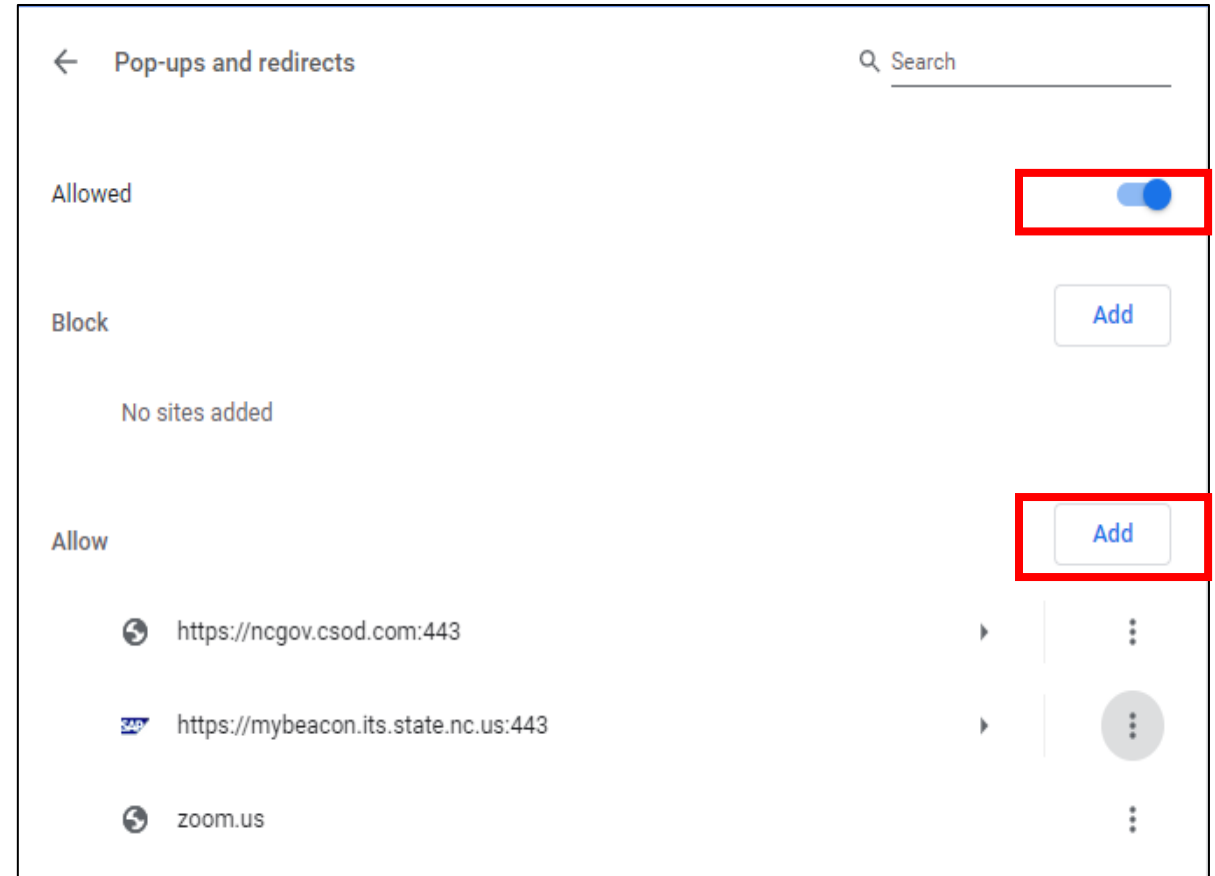 Pop-ups and redirects Search
Allowed
Block Add
No sites added
Allow Add
https://ncgov.csod.com:443
SAP https://mybeacon.its.state.nc.us:443
zoom.us